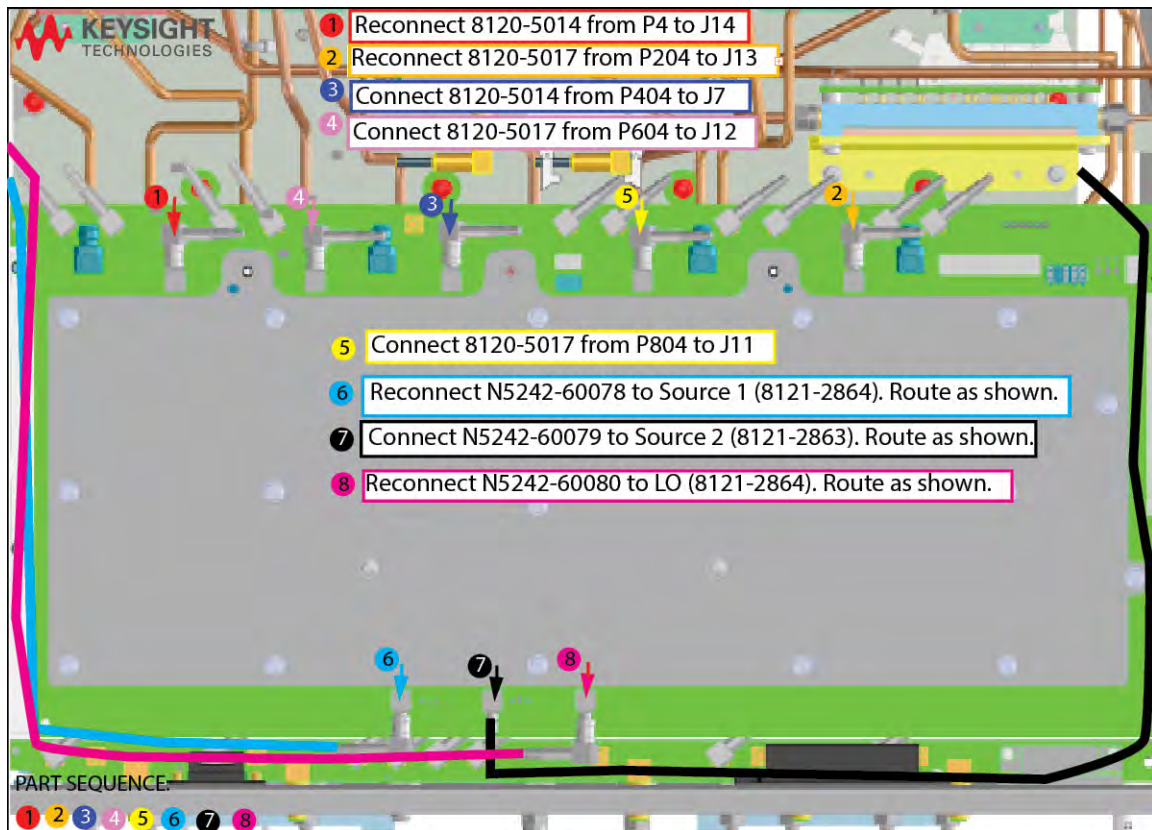 KEYSIGHT
TECHNOLOGIES
1 Reconnect 8120-5014 from P4 to J14
2 Reconnect 8120-5017 from P204 to J13
3 Connect 8120-5014 from P404 to J7
4 Connect 8120-5017 from P604 to J12
1
4
3
5
2
5 Connect 8120-5017 from P804 to J11
6 Reconnect N5242-60078 to Source 1 (8121-2864). Route as shown.
7 Connect N5242-60079 to Source 2 (8121-2863). Route as shown.
8 Reconnect N5242-60080 to LO (8121-2864). Route as shown.
6
7
8
PART SEQUENCE:
1 2 3 4 5 6 7 8